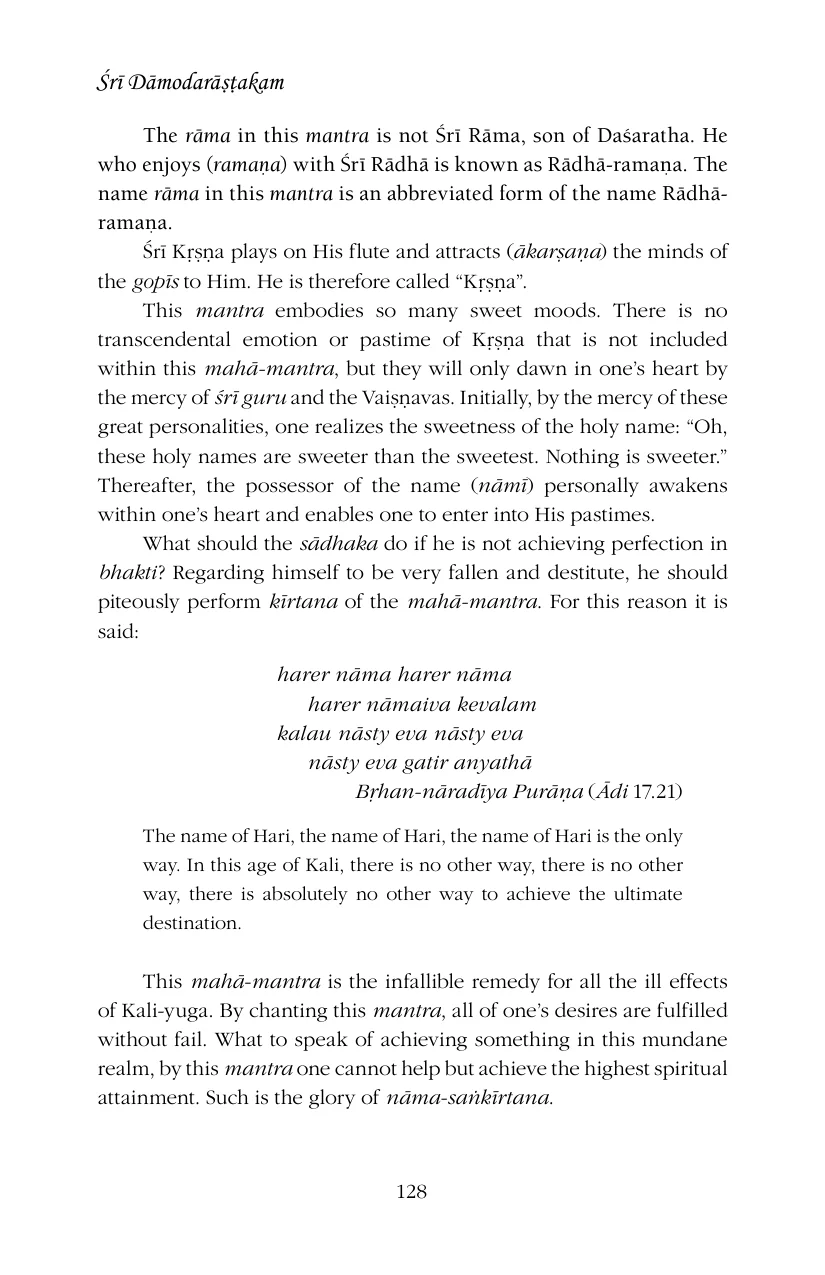 Śrī Dāmodarāṣṭakam
The rāma in this mantra is not Śrī Rāma, son of Daśaratha. He
who enjoys (ramaṇa) with Śrī Rādhā is known as Rādhā-ramaṇa. The
name rāma in this mantra is an abbreviated form of the name Rādhā-
ramaṇa.
Śrī Kṛṣṇa plays on His flute and attracts (ākarṣaṇa) the minds of
the gopīs to Him. He is therefore called “Kṛṣṇa”.
This mantra embodies so many sweet moods. There is no
transcendental emotion or pastime of Kṛṣṇa that is not included
within this mahā-mantra, but they will only dawn in one’s heart by
the mercy of śrī guru and the Vaiṣṇavas. Initially, by the mercy of these
great personalities, one realizes the sweetness of the holy name: “Oh,
these holy names are sweeter than the sweetest. Nothing is sweeter.”
Thereafter, the possessor of the name (nāmī) personally awakens
within one’s heart and enables one to enter into His pastimes.
What should the sādhaka do if he is not achieving perfection in
bhakti? Regarding himself to be very fallen and destitute, he should
piteously perform kīrtana of the mahā-mantra. For this reason it is
said:
harer nāma harer nāma
harer nāmaiva kevalam
kalau nāsty eva nāsty eva
nāsty eva gatir anyathā
Bṛhan-nāradīya Purāṇa (Ādi 17.21)
The name of Hari, the name of Hari, the name of Hari is the only
way. In this age of Kali, there is no other way, there is no other
way, there is absolutely no other way to achieve the ultimate
destination.
This mahā-mantra is the infallible remedy for all the ill effects
of Kali-yuga. By chanting this mantra, all of one’s desires are fulfilled
without fail. What to speak of achieving something in this mundane
realm, by this mantra one cannot help but achieve the highest spiritual
attainment. Such is the glory of nāma-saṅkīrtana.
128